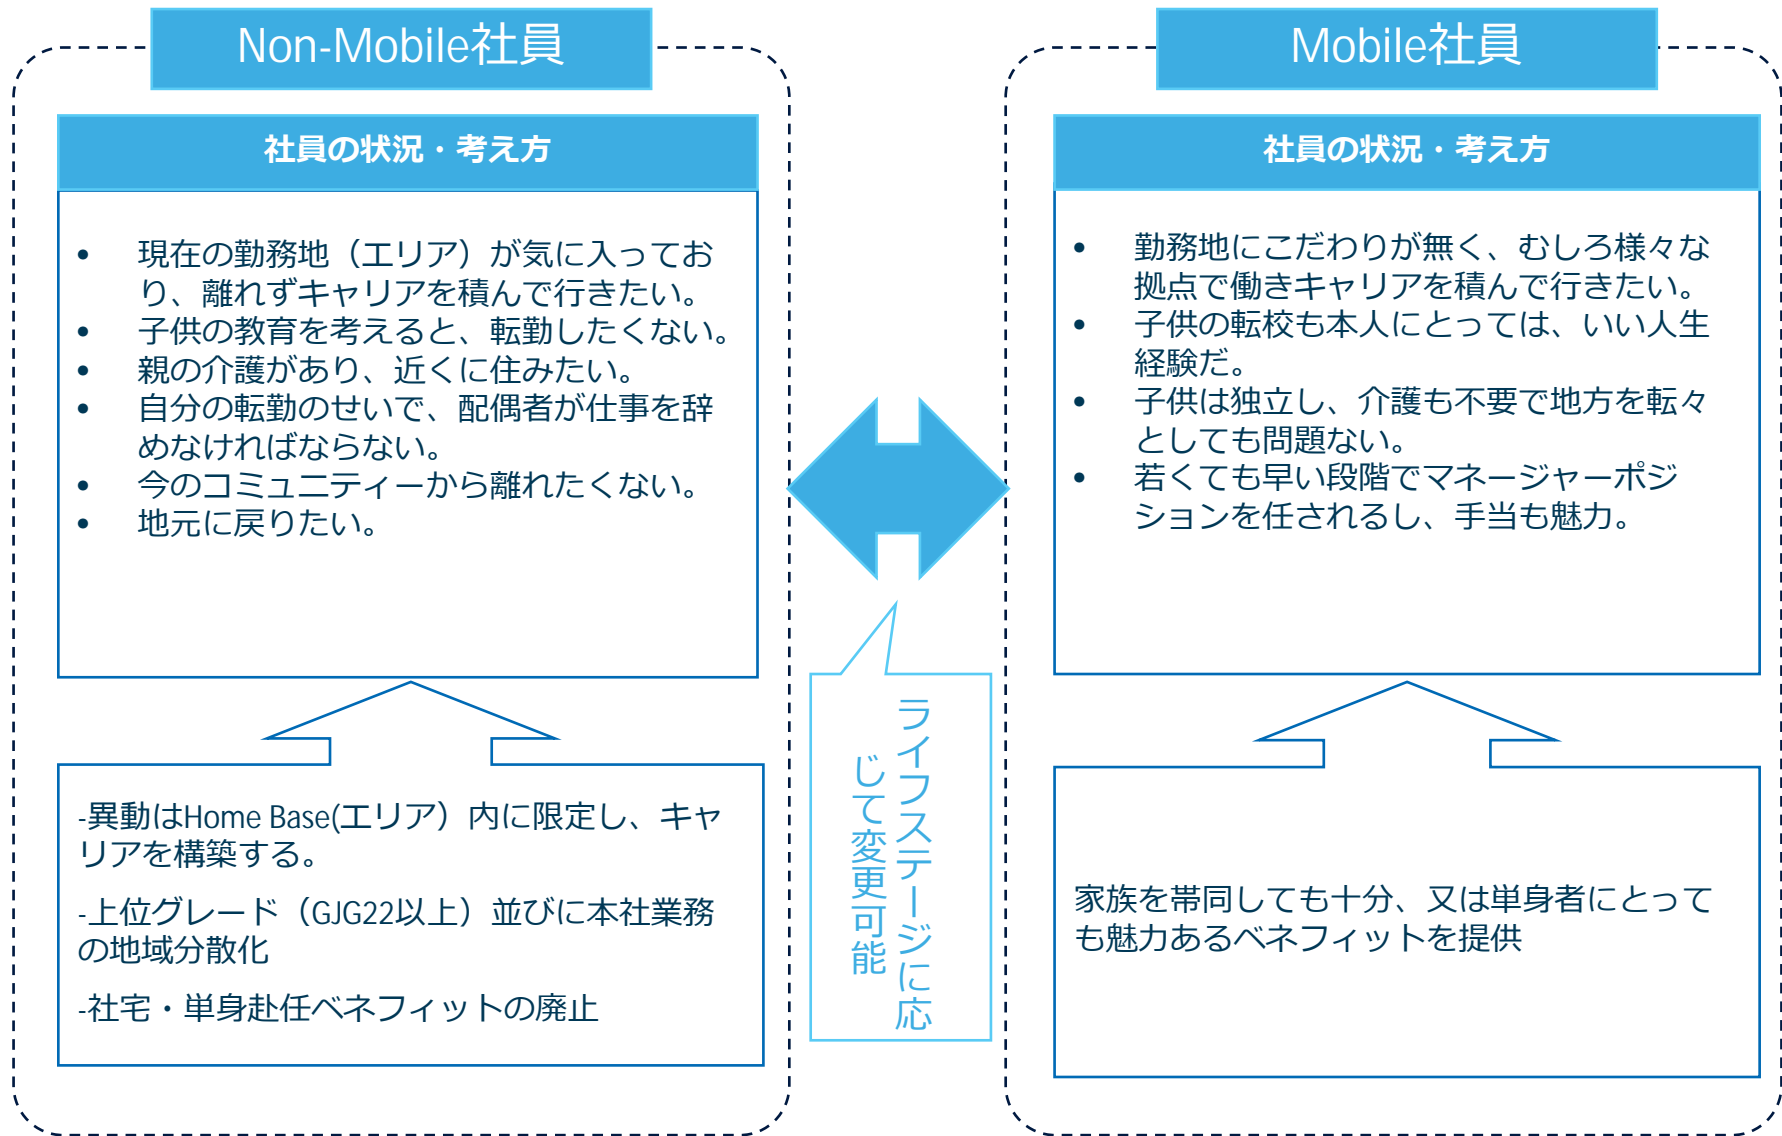 Non-Mobile社員
社員の状況・考え方
• 現在の勤務地（エリア）が気に入ってお
り、離れずキャリアを積んで行きたい。
• 子供の教育を考えると、転勤したくない。
• 親の介護があり、近くに住みたい。
• 自分の転勤のせいで、配偶者が仕事を辞
めなければならない。
• 今のコミュニティーから離れたくない。
• 地元に戻りたい。
-異動はHome Base(エリア）内に限定し、キャ
リアを構築する。
-上位グレード（GJG22以上）並びに本社業務
の地域分散化
-社宅・単身赴任ベネフィットの廃止
ライフステージに応
じて変更可能
Mobile社員
社員の状況・考え方
• 勤務地にこだわりが無く、むしろ様々な
拠点で働きキャリアを積んで行きたい。
• 子供の転校も本人にとっては、いい人生
経験だ。
• 子供は独立し、介護も不要で地方を転々
としても問題ない。
• 若くても早い段階でマネージャーポジ
ションを任されるし、手当も魅力。
家族を帯同しても十分、又は単身者にとって
も魅力あるベネフィットを提供